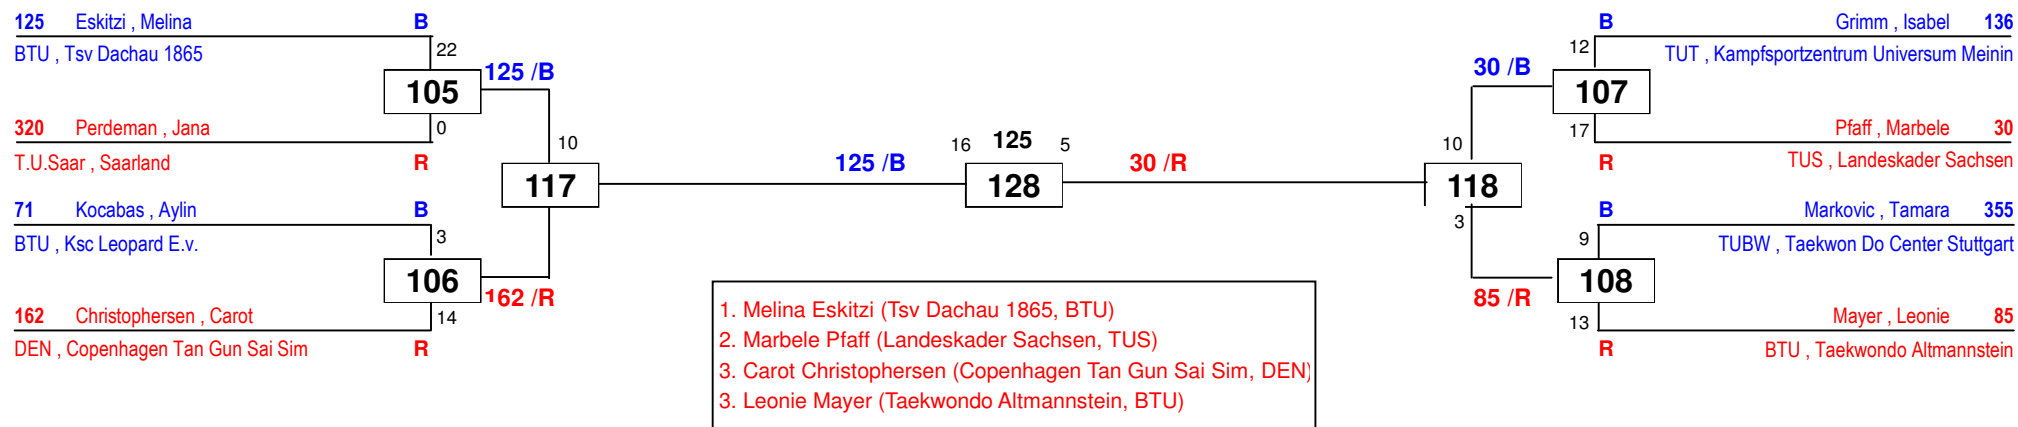 125 Eskitzi , Melina B
BTU , Tsv Dachau 1865
22
105
125 /B
0
320 Perdeman , Jana
T.U.Saar , Saarland R
10
117
71 Kocabas , Aylin B
BTU , Ksc Leopard E.v.
3
106
162 /R
14
162 Christophersen , Carot
DEN , Copenhagen Tan Gun Sai Sim R
125 /B
16 125 5
128
30 /R
1. Melina Eskitzi (Tsv Dachau 1865, BTU)
2. Marbele Pfaff (Landeskader Sachsen, TUS)
3. Carot Christophersen (Copenhagen Tan Gun Sai Sim, DEN)
3. Leonie Mayer (Taekwondo Altmannstein, BTU)
B Grimm , Isabel 136
12
TUT , Kampfsportzentrum Universum Meinin
30 /B
107
17
Pfaff , Marbele 30
R TUS , Landeskader Sachsen
10
118
3
B Markovic , Tamara 355
9
TUBW , Taekwon Do Center Stuttgart
108
85 /R
13
Mayer , Leonie 85
R BTU , Taekwondo Altmannstein